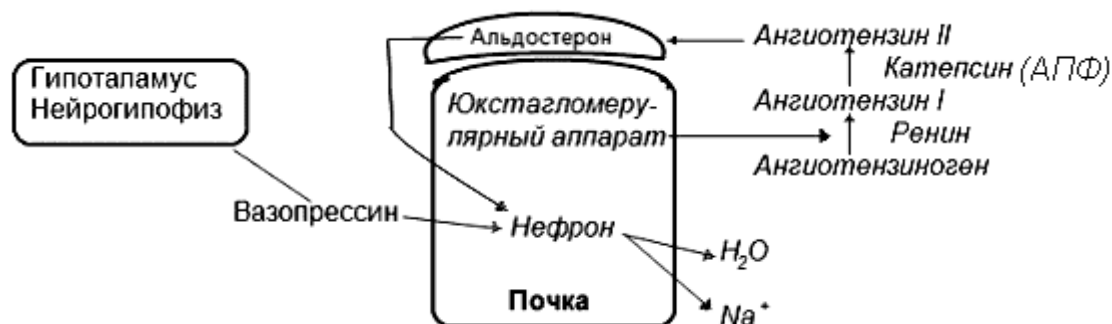 Альдостерон
Ангиотензин II
Катепсин (АПФ)
Гипоталамус
Нейрогипофиз
Юкстагломеру-
лярный аппарат
Ангиотензин I
Ренин
Ангиотензиноген
Вазопрессин
Нефрон
H₂O
Почка
Na⁺